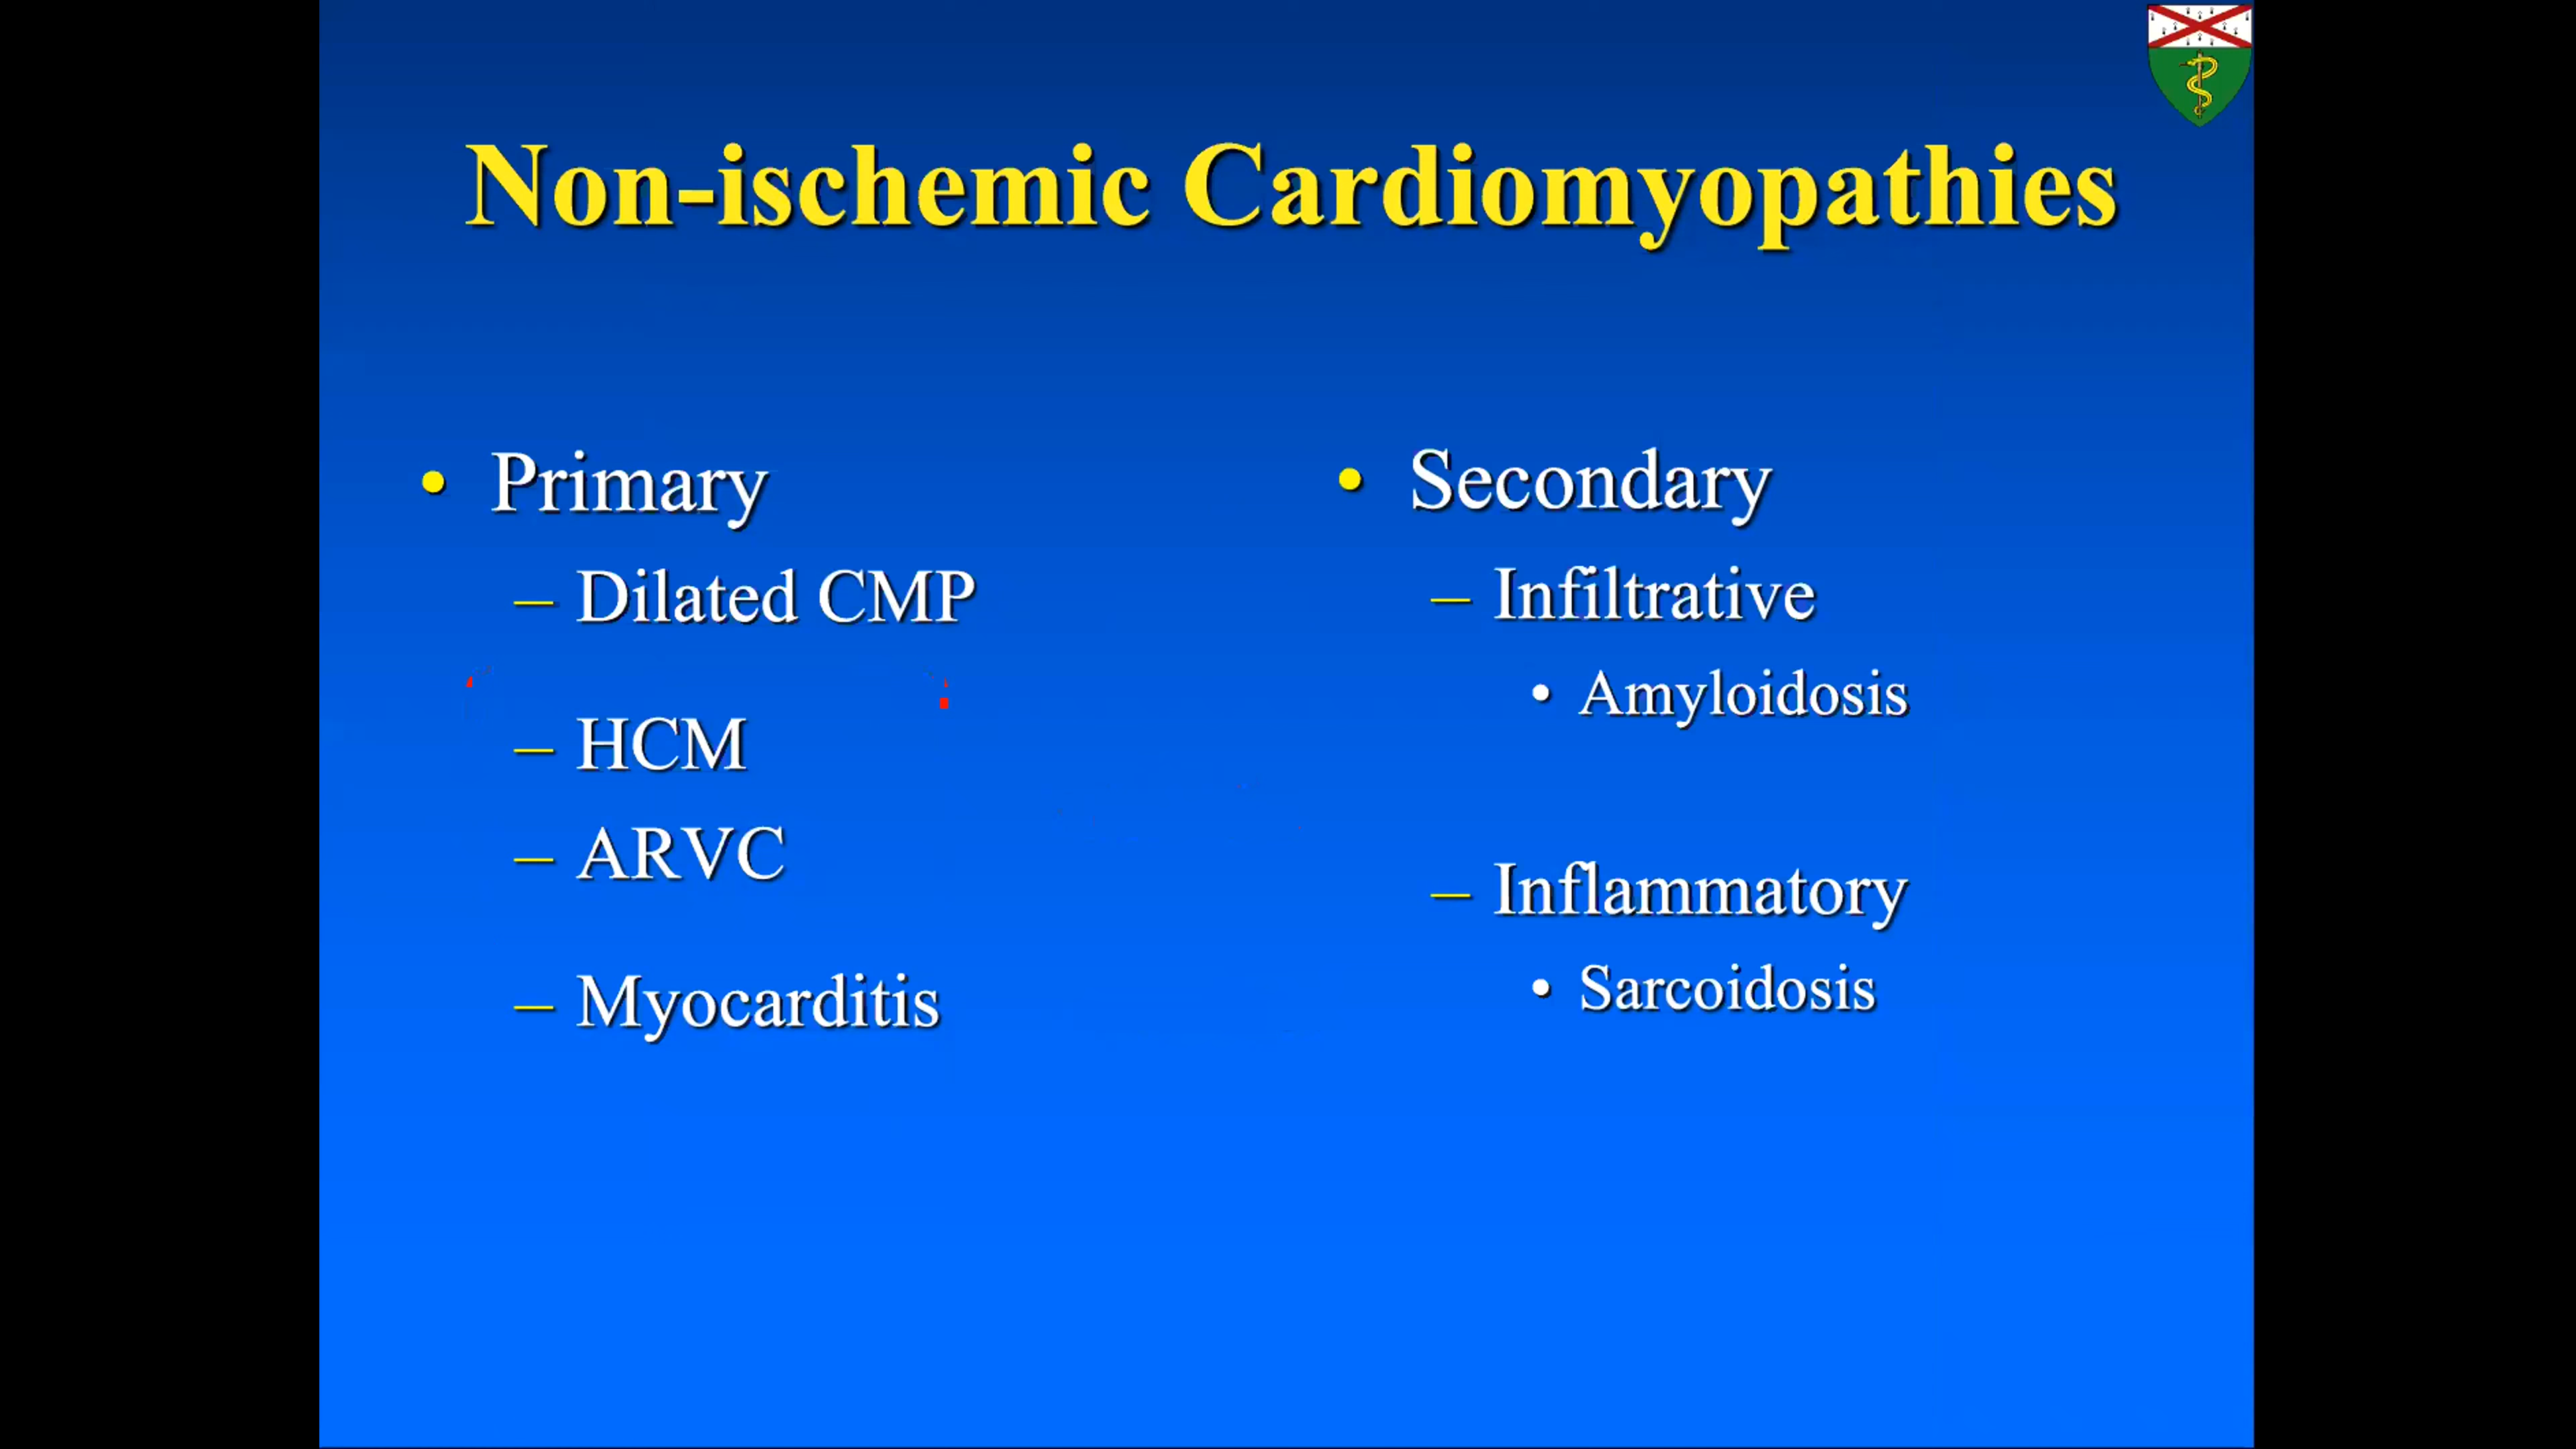 Non-ischemic Cardiomyopathies
• Primary
– Dilated CMP
– HCM
– ARVC
– Myocarditis
• Secondary
– Infiltrative
• Amyloidosis
– Inflammatory
• Sarcoidosis